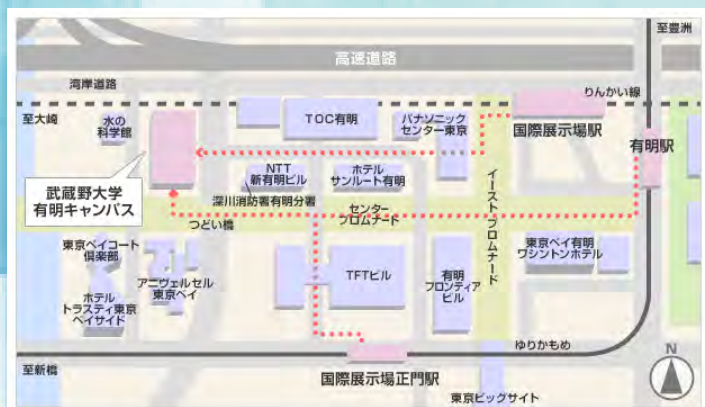 至豊洲
高速道路
湾岸道路
りんかい線
至大崎
水の
科学館
TOC有明
パナソニック
センター東京
国際展示場駅
有明駅
武蔵野大学
有明キャンパス
NTT
新有明ビル
ホテル
サンルート有明
深川消防署有明分署
イーストプロムナード
センター
プロムナード
つどい橋
東京ベイコート
倶楽部
アニヴェルセル
東京ベイ
ホテル
トラスティ東京
ベイサイド
TFTビル
有明
フロンティア
ビル
東京ベイ有明
ワシントンホテル
ゆりかもめ
N
至新橋
国際展示場正門駅
東京ビッグサイト